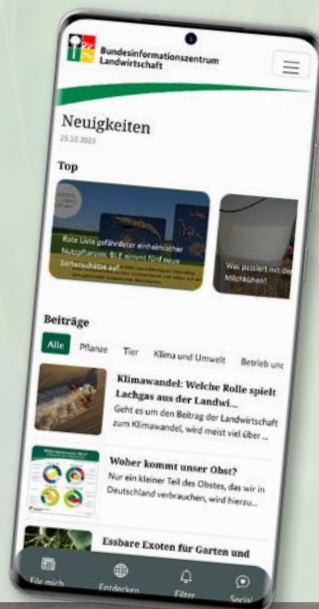 Bundesinformationszentrum
Landwirtschaft
Neuigkeiten
25.10.2023
Top
Rote Liste gefährdeter einheimischer
Nutzpflanzen: BLE nimmt fünf neue
Sortenschätze auf
Was passiert mit de
Milchkühen?
Beiträge
Alle Pflanze Tier Klima und Umwelt Betrieb unc
Klimawandel: Welche Rolle spielt
Lachgas aus der Landwi...
Geht es um den Beitrag der Landwirtschaft
zum Klimawandel, wird meist viel über ...
Woher kommt unser Obst?
Nur ein kleiner Teil des Obstes, das wir in
Deutschland verbrauchen, wird hierzu...
Essbare Exoten für Garten und
Für mich Entdecken Filter Social